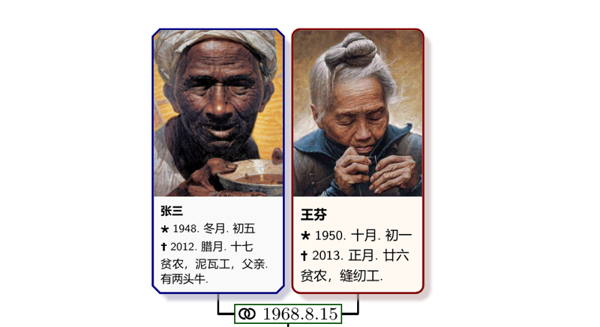 张三
★ 1948. 冬月. 初五
✝ 2012. 腊月. 十七
贫农，泥瓦工，父亲.
有两头牛.
王芬
★ 1950. 十月. 初一
✝ 2013. 正月. 廿六
贫农，缝纫工.
⚭ 1968.8.15